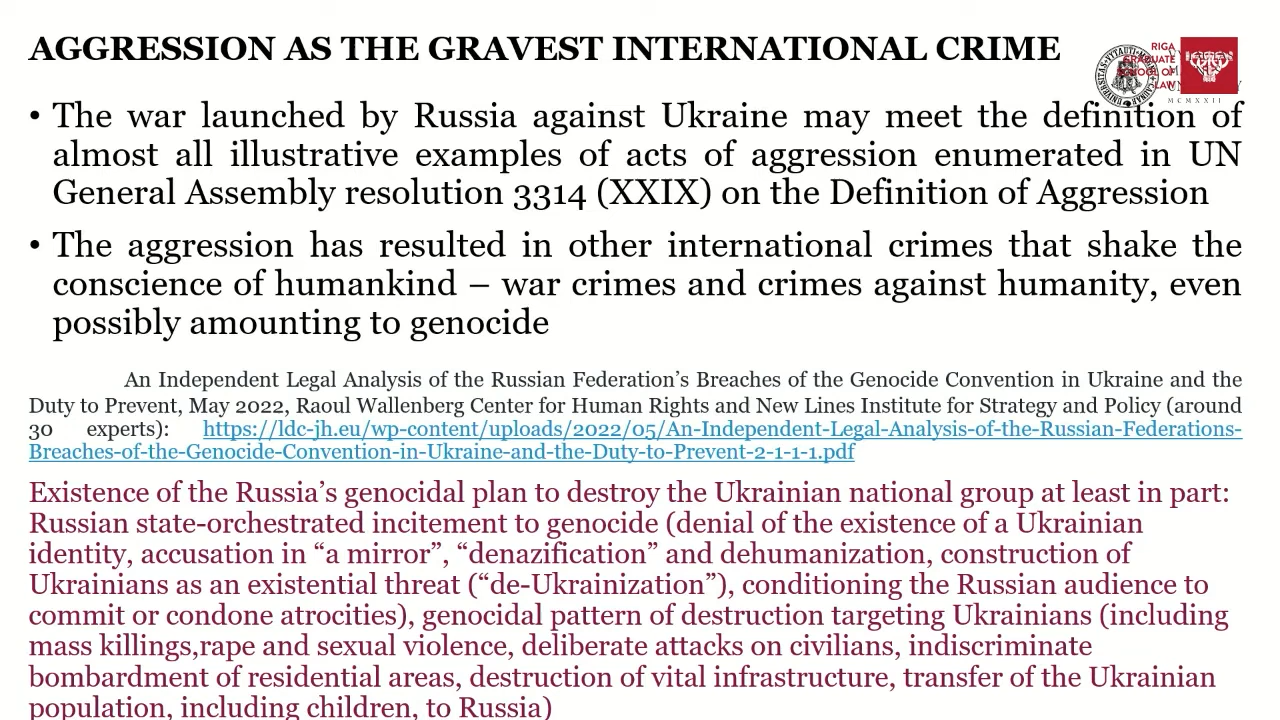 AGGRESSION AS THE GRAVEST INTERNATIONAL CRIME
RIGA
GRADUATE
SCHOOL OF
LAW
MCMXXII
• The war launched by Russia against Ukraine may meet the definition of
almost all illustrative examples of acts of aggression enumerated in UN
General Assembly resolution 3314 (XXIX) on the Definition of Aggression
• The aggression has resulted in other international crimes that shake the
conscience of humankind – war crimes and crimes against humanity, even
possibly amounting to genocide
An Independent Legal Analysis of the Russian Federation’s Breaches of the Genocide Convention in Ukraine and the
Duty to Prevent, May 2022, Raoul Wallenberg Center for Human Rights and New Lines Institute for Strategy and Policy (around
30 experts): https://ldc-jh.eu/wp-content/uploads/2022/05/An-Independent-Legal-Analysis-of-the-Russian-Federations-
Breaches-of-the-Genocide-Convention-in-Ukraine-and-the-Duty-to-Prevent-2-1-1-1.pdf
Existence of the Russia’s genocidal plan to destroy the Ukrainian national group at least in part:
Russian state-orchestrated incitement to genocide (denial of the existence of a Ukrainian
identity, accusation in “a mirror”, “denazification” and dehumanization, construction of
Ukrainians as an existential threat (“de-Ukrainization”), conditioning the Russian audience to
commit or condone atrocities), genocidal pattern of destruction targeting Ukrainians (including
mass killings,rape and sexual violence, deliberate attacks on civilians, indiscriminate
bombardment of residential areas, destruction of vital infrastructure, transfer of the Ukrainian
population, including children, to Russia)